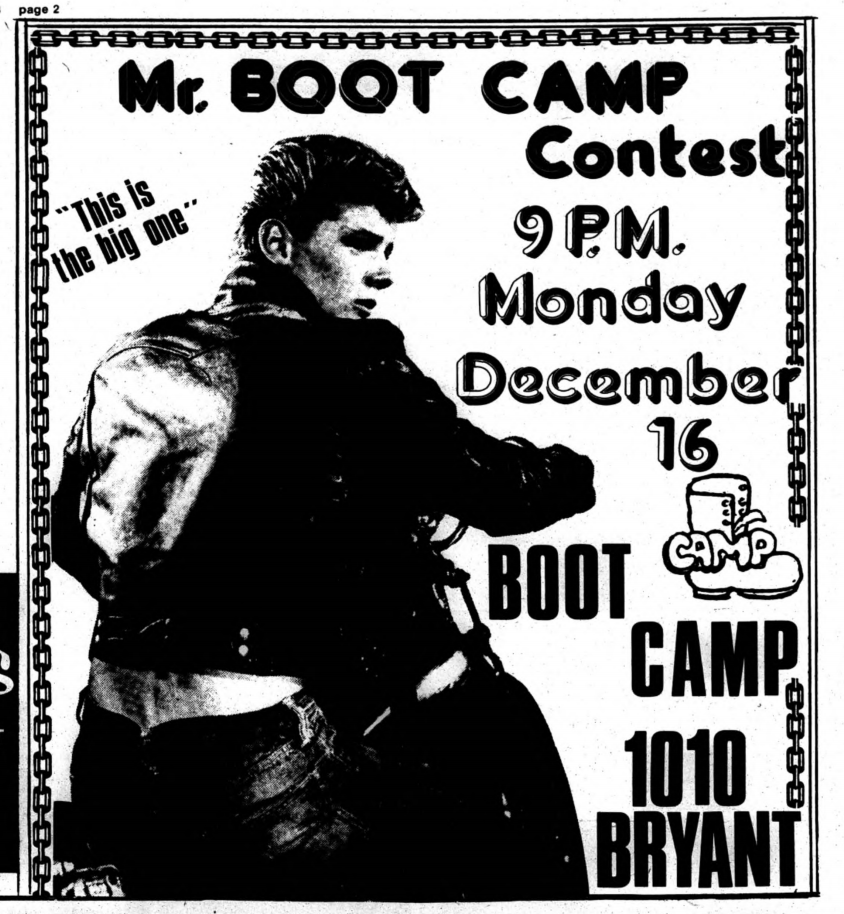 page 2
Mr. BOOT CAMP
Contest
"This is
the big one"
9 P.M.
Monday
December
16
CAMP
BOOT
CAMP
1010
BRYANT